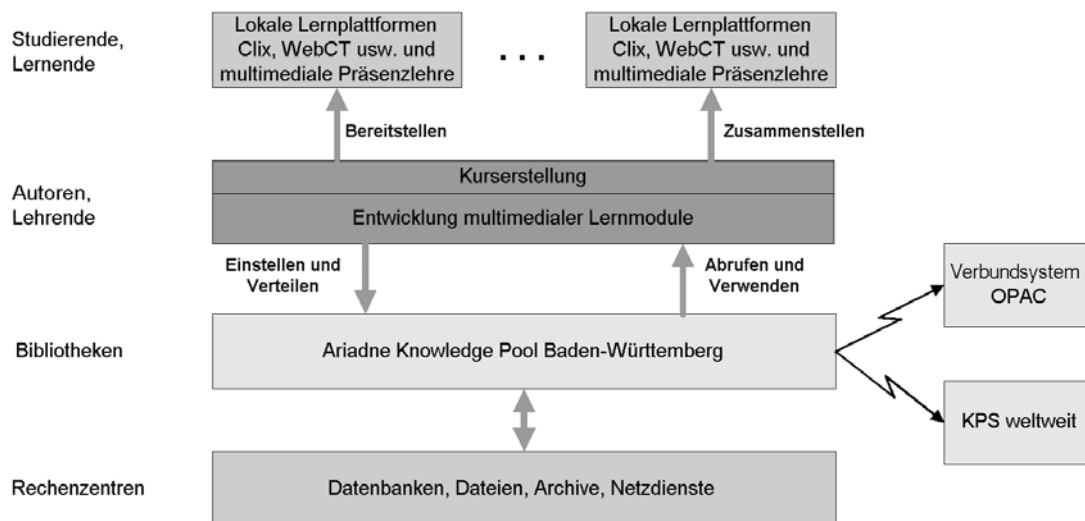 Studierende,
Lernende
Lokale Lernplattformen
Clix, WebCT usw. und
multimediale Präsenzlehre
...
Lokale Lernplattformen
Clix, WebCT usw. und
multimediale Präsenzlehre
Bereitstellen
Zusammenstellen
Autoren,
Lehrende
Kurserstellung
Entwicklung multimedialer Lernmodule
Einstellen und
Verteilen
Abrufen und
Verwenden
Verbundsystem
OPAC
Bibliotheken
Ariadne Knowledge Pool Baden-Württemberg
KPS weltweit
Rechenzentren
Datenbanken, Dateien, Archive, Netzdienste